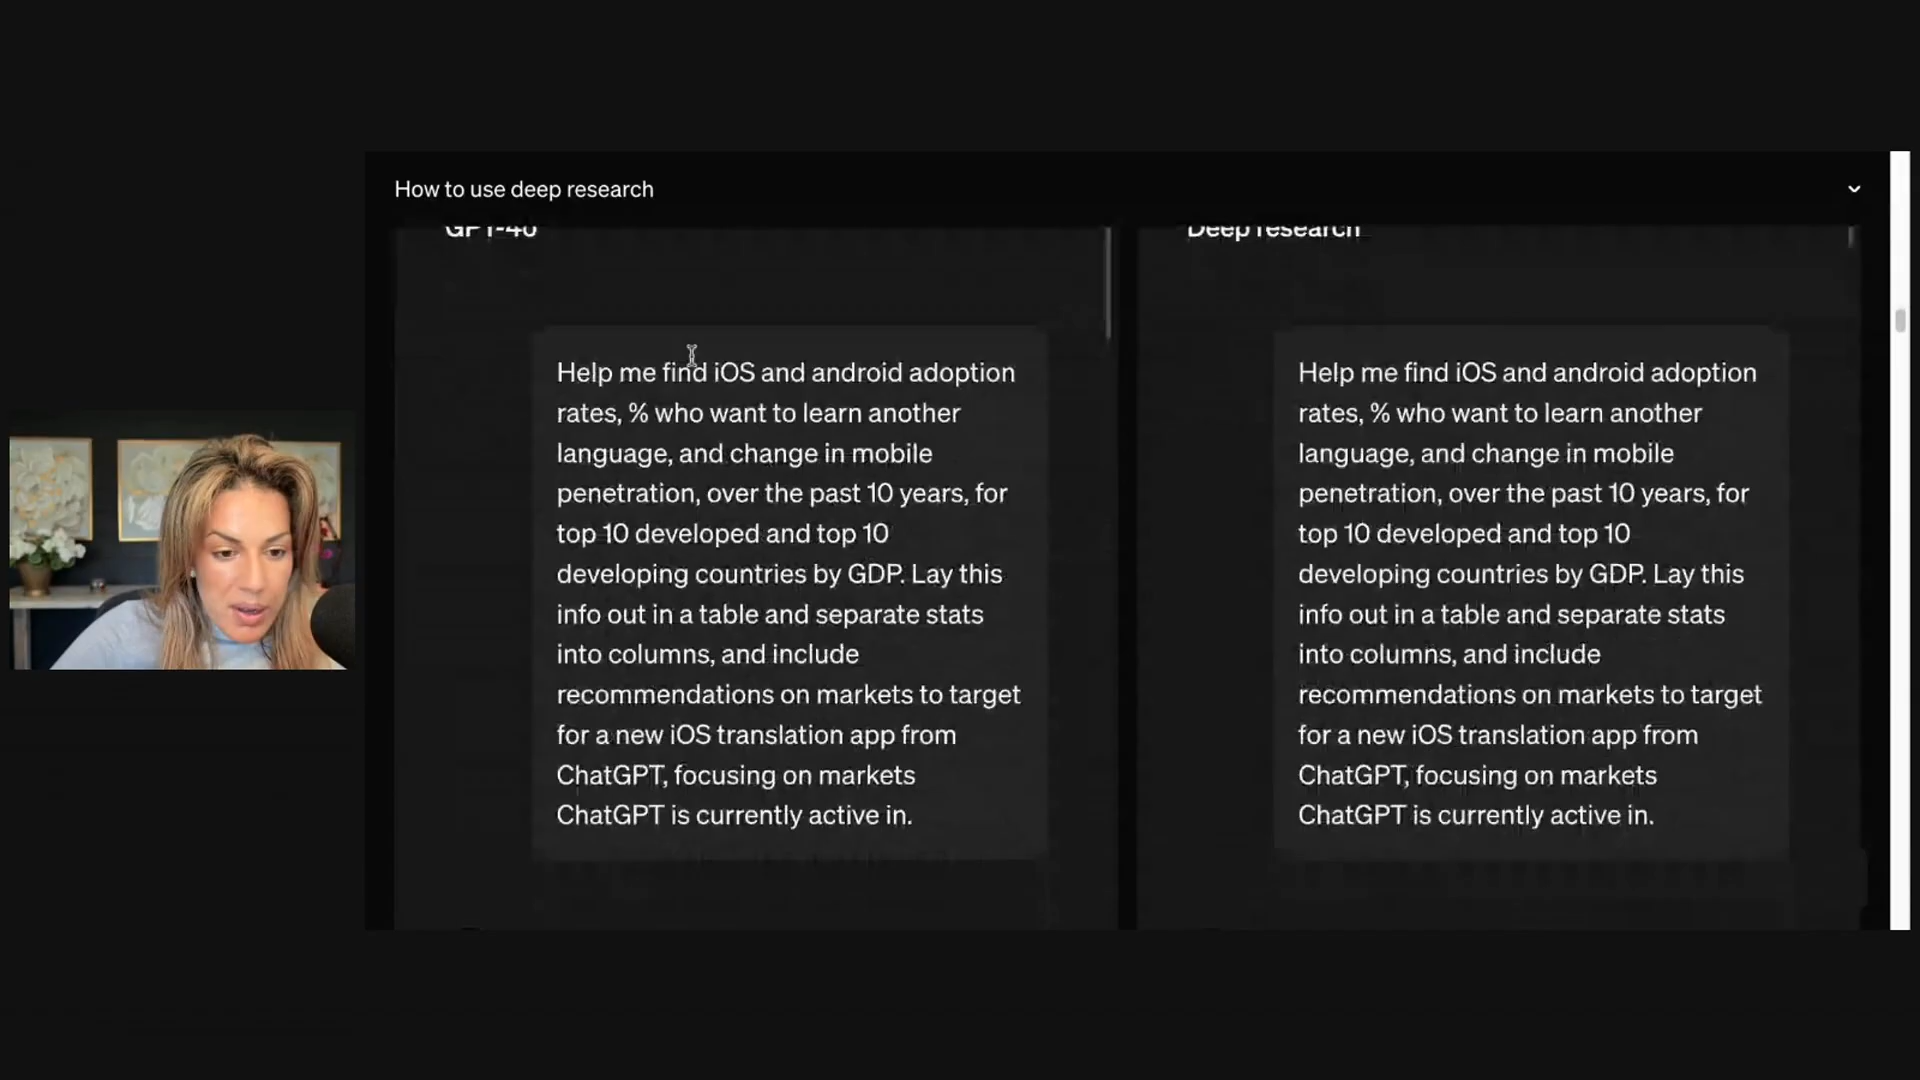 How to use deep research
GPT-4o
Deep research
Help me find iOS and android adoption
rates, % who want to learn another
language, and change in mobile
penetration, over the past 10 years, for
top 10 developed and top 10
developing countries by GDP. Lay this
info out in a table and separate stats
into columns, and include
recommendations on markets to target
for a new iOS translation app from
ChatGPT, focusing on markets
ChatGPT is currently active in.
Help me find iOS and android adoption
rates, % who want to learn another
language, and change in mobile
penetration, over the past 10 years, for
top 10 developed and top 10
developing countries by GDP. Lay this
info out in a table and separate stats
into columns, and include
recommendations on markets to target
for a new iOS translation app from
ChatGPT, focusing on markets
ChatGPT is currently active in.